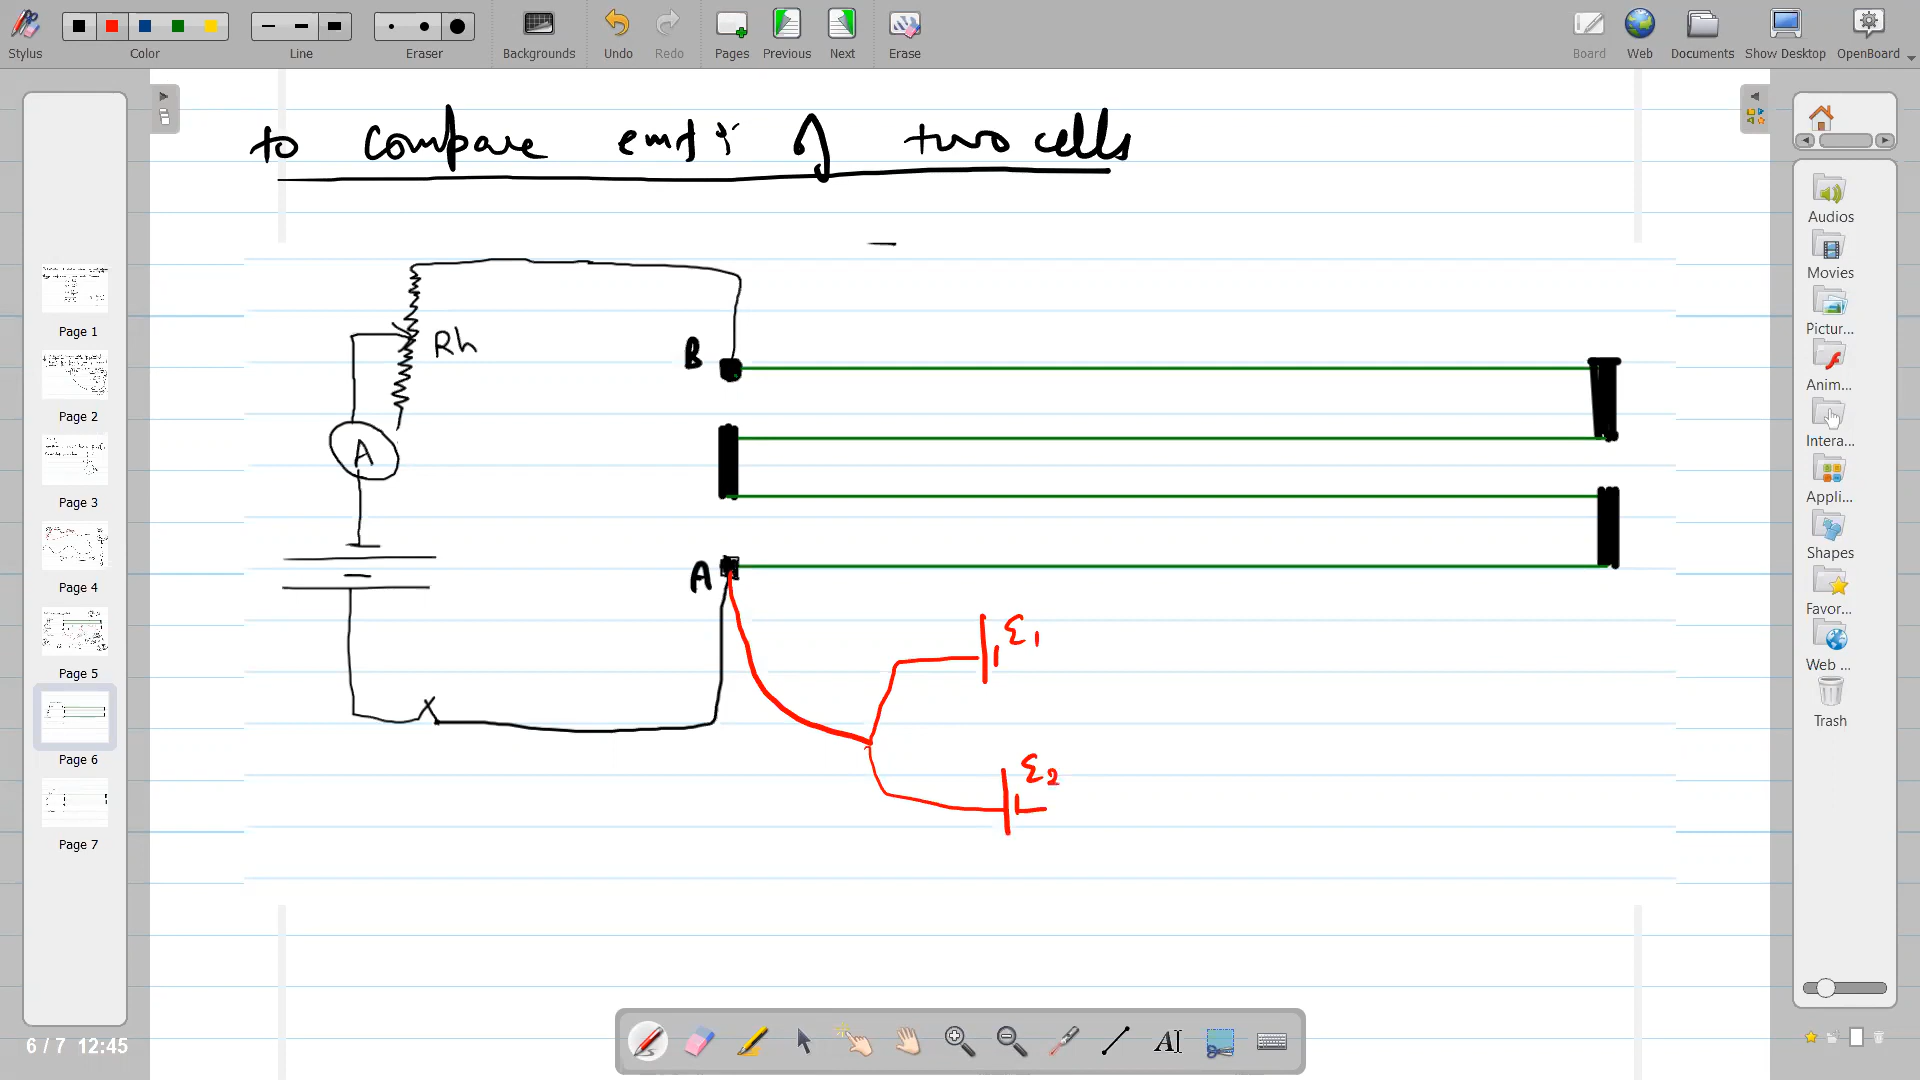 Stylus
Color
Line
Eraser
Backgrounds
Undo
Redo
Pages
Previous
Next
Erase
Board
Web
Documents
Show Desktop
OpenBoard
to compare emf's of two cells
Rh
B
A
A
ε1
ε2
Page 1
Page 2
Page 3
Page 4
Page 5
Page 6
Page 7
6 / 7 12:45
Audios
Movies
Pictur...
Anim...
Intera...
Appli...
Shapes
Favor...
Web ...
Trash